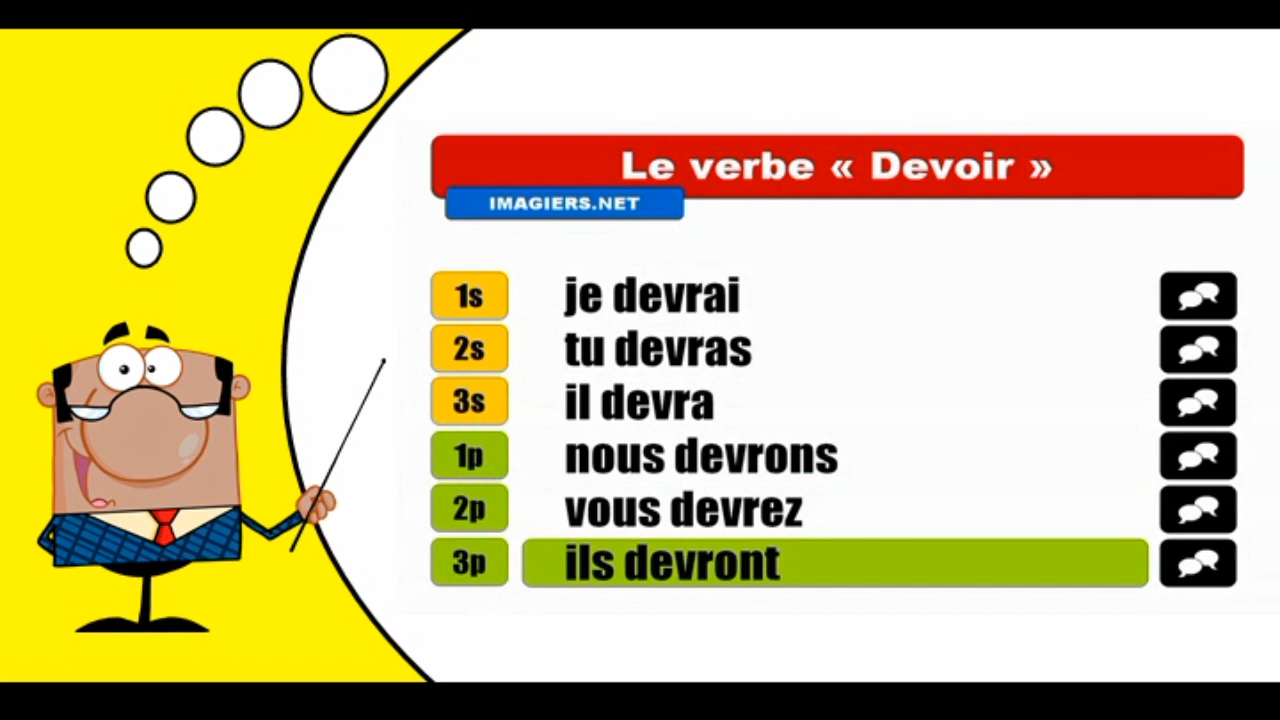 Le verbe « Devoir »
IMAGIERS.NET
1s je devrai
2s tu devras
3s il devra
1p nous devrons
2p vous devrez
3p ils devront